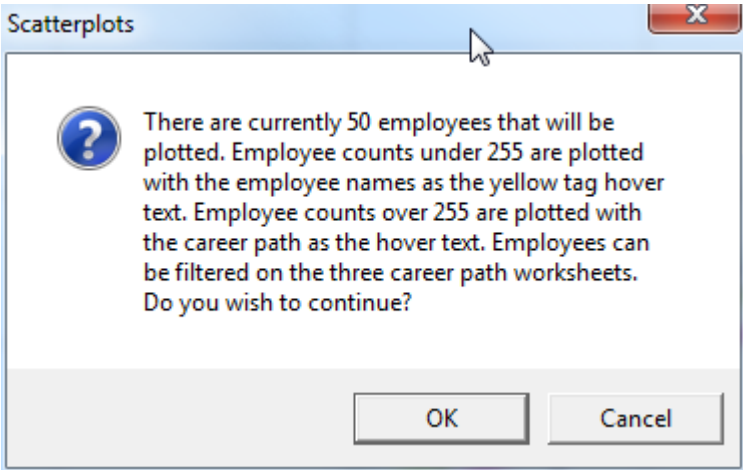 Scatterplots
There are currently 50 employees that will be
plotted. Employee counts under 255 are plotted
with the employee names as the yellow tag hover
text. Employee counts over 255 are plotted with
the career path as the hover text. Employees can
be filtered on the three career path worksheets.
Do you wish to continue?
OK
Cancel